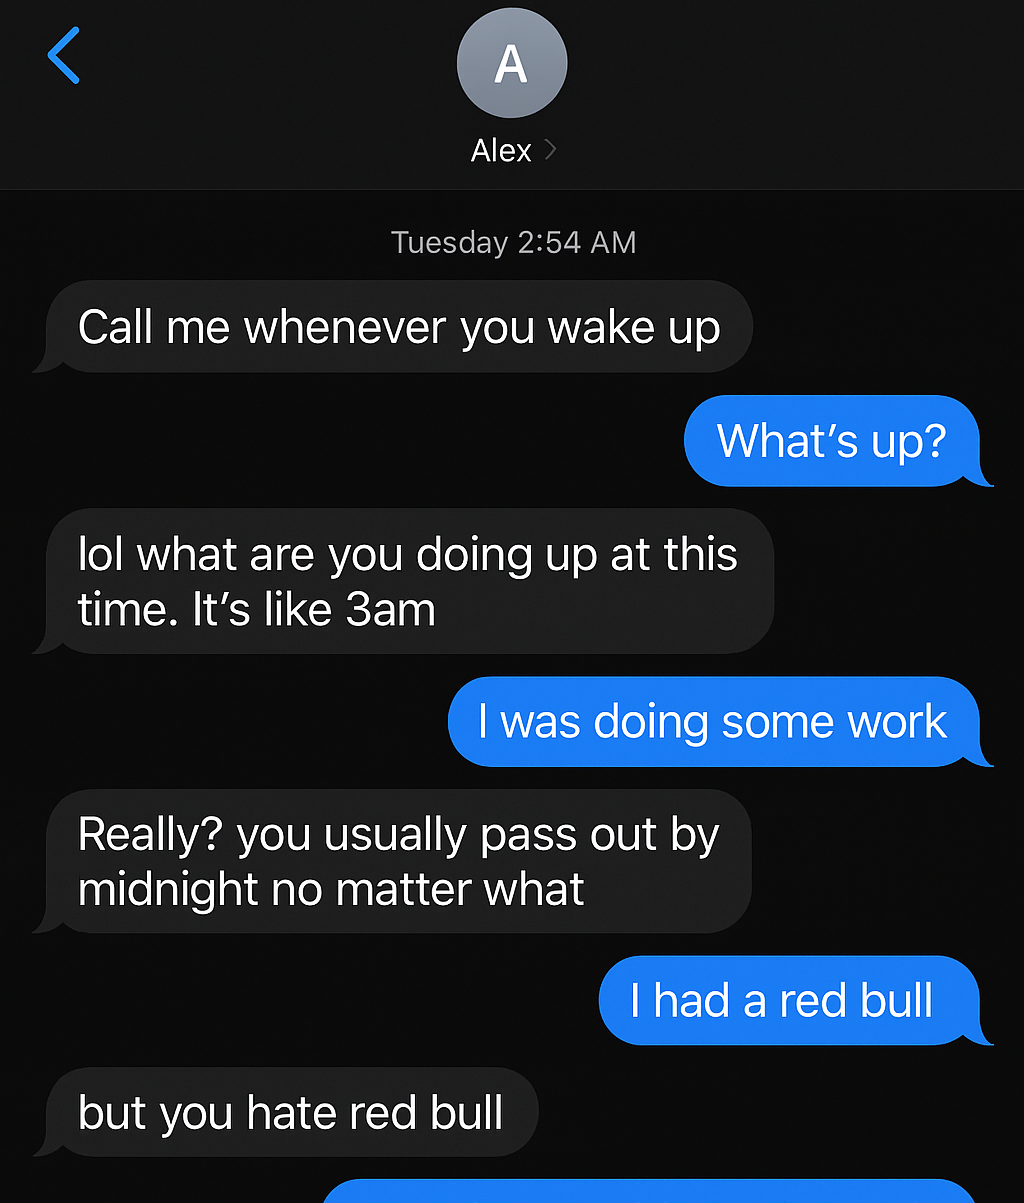 A
Alex
Tuesday 2:54 AM
Call me whenever you wake up
What’s up?
lol what are you doing up at this
time. It’s like 3am
I was doing some work
Really? you usually pass out by
midnight no matter what
I had a red bull
but you hate red bull